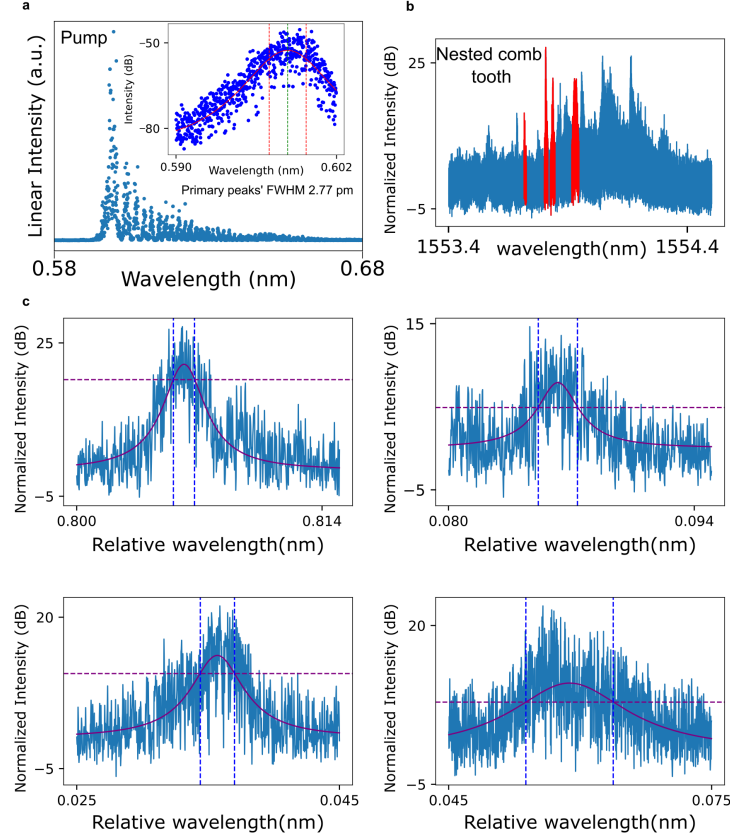 a
Pump
Linear Intensity (a.u.)
0.58
0.68
Wavelength (nm)
Intensity (dB)
−50
−80
0.590
0.602
Wavelength (nm)
Primary peaks' FWHM 2.77 pm
b
Nested comb
tooth
Normalized Intensity (dB)
25
−5
1553.4
1554.4
wavelength(nm)
c
Normalized Intensity (dB)
25
−5
0.800
0.814
Relative wavelength(nm)
Normalized Intensity (dB)
15
−5
0.080
0.094
Relative wavelength(nm)
Normalized Intensity (dB)
20
−5
0.025
0.045
Relative wavelength(nm)
Normalized Intensity (dB)
20
−5
0.045
0.075
Relative wavelength(nm)